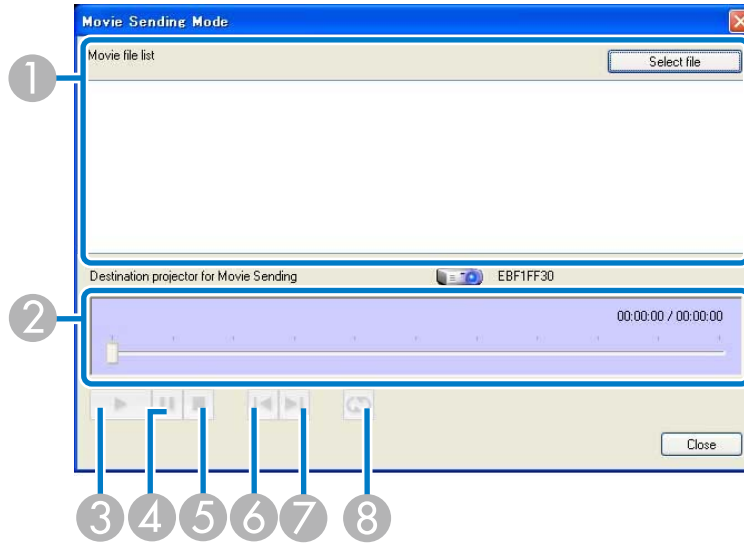 Movie Sending Mode
Movie file list
Select file
1
Destination projector for Movie Sending
EBF1FF30
2
00:00:00 / 00:00:00
Close
3 4 5 6 7 8